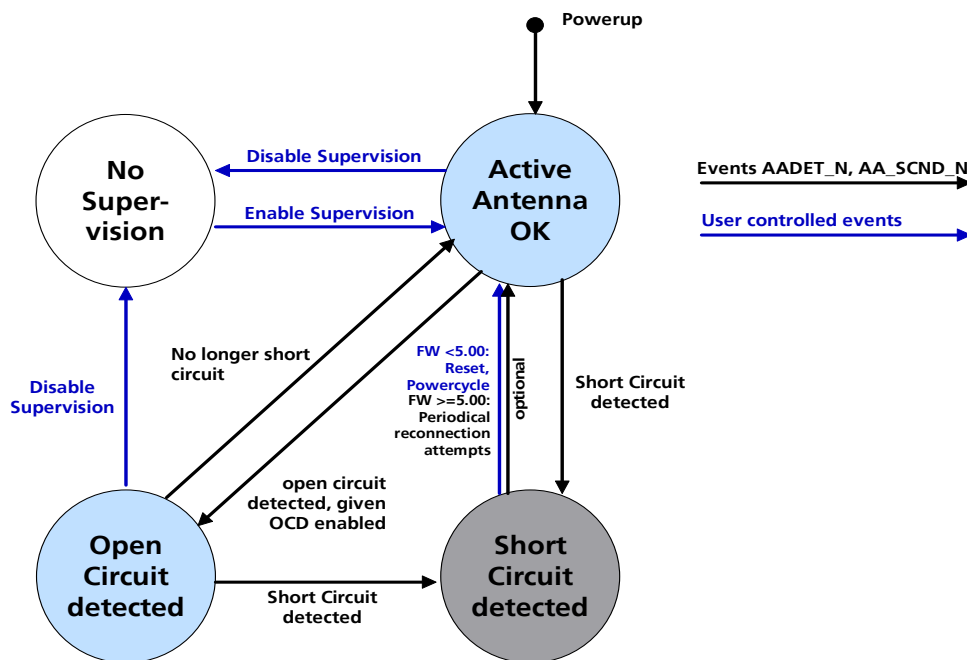 Powerup
No
Super-
vision
Disable Supervision
Enable Supervision
Active
Antenna
OK
Events AADET_N, AA_SCND_N
User controlled events
No longer short
circuit
Disable
Supervision
FW <5.00:
Reset,
Powercycle
FW >=5.00:
Periodical
reconnection
attempts
optional
Short Circuit
detected
open circuit
detected, given
OCD enabled
Open
Circuit
detected
Short Circuit
detected
Short
Circuit
detected